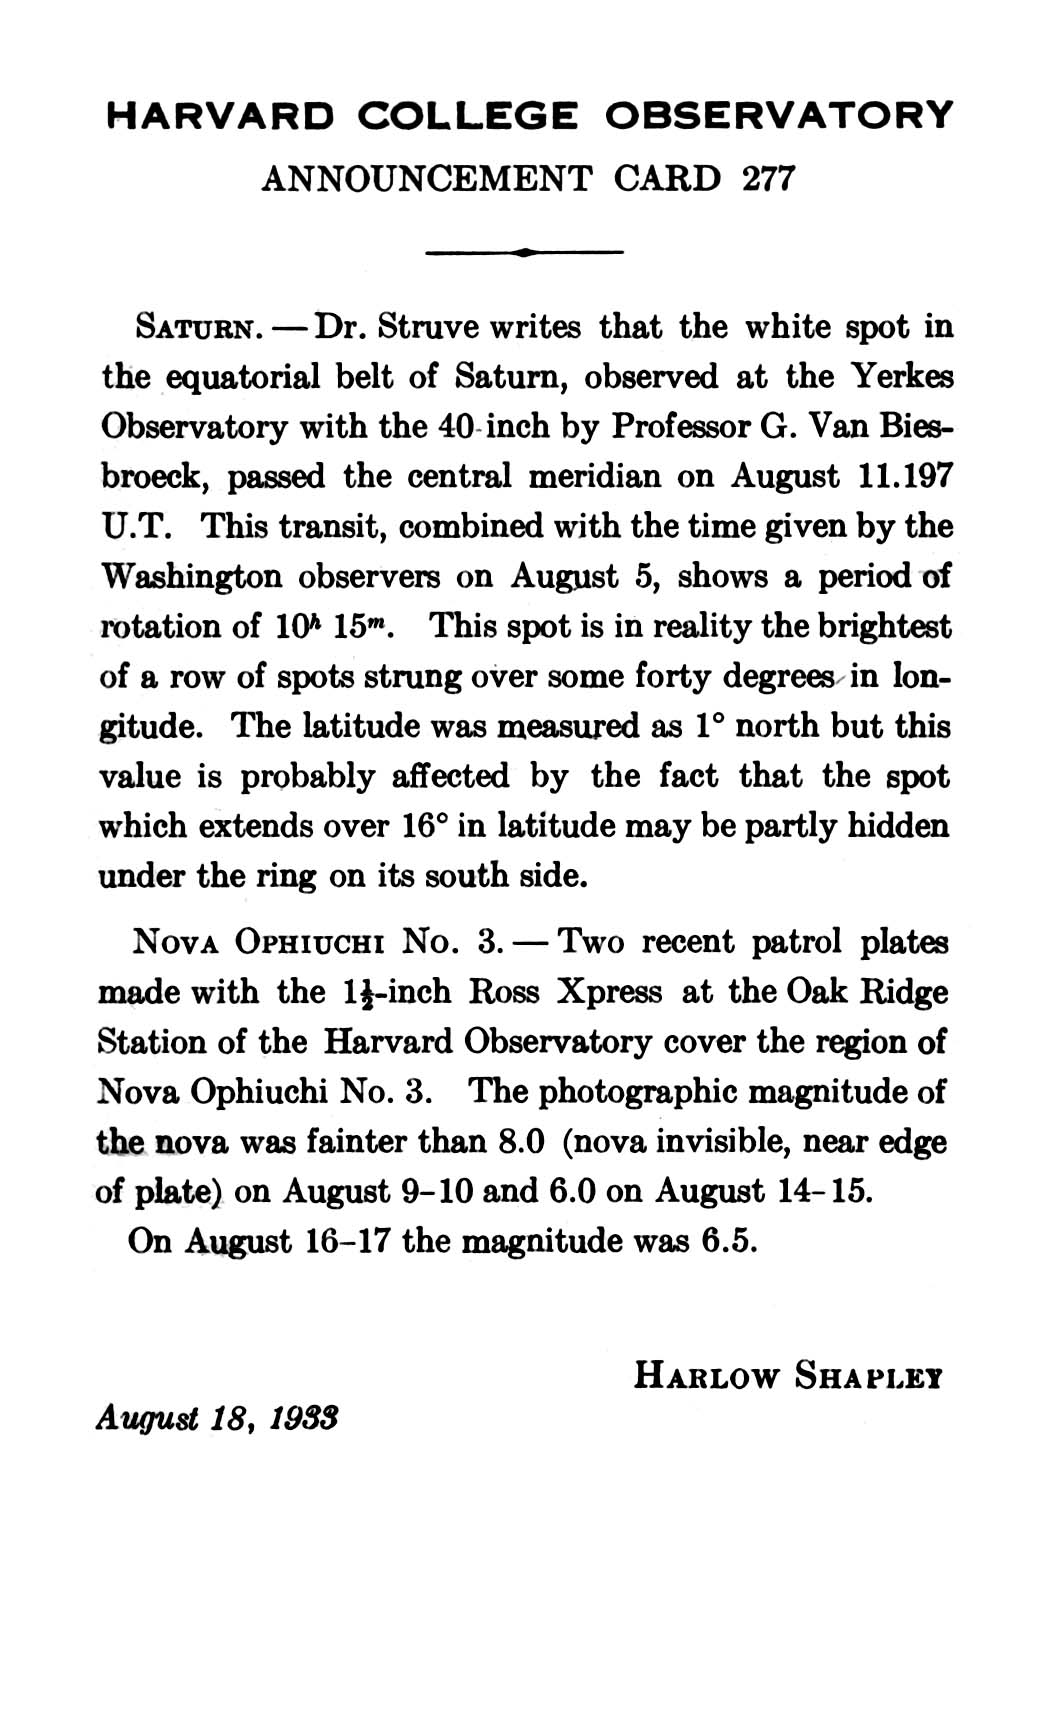 HARVARD COLLEGE OBSERVATORY
ANNOUNCEMENT CARD 277
SATURN. — Dr. Struve writes that the white spot in
the equatorial belt of Saturn, observed at the Yerkes
Observatory with the 40-inch by Professor G. Van Bies-
broeck, passed the central meridian on August 11.197
U.T. This transit, combined with the time given by the
Washington observers on August 5, shows a period of
rotation of 10ʰ 15ᵐ. This spot is in reality the brightest
of a row of spots strung over some forty degrees in lon-
gitude. The latitude was measured as 1° north but this
value is probably affected by the fact that the spot
which extends over 16° in latitude may be partly hidden
under the ring on its south side.
NOVA OPHIUCHI NO. 3. — Two recent patrol plates
made with the 1½-inch Ross Xpress at the Oak Ridge
Station of the Harvard Observatory cover the region of
Nova Ophiuchi No. 3. The photographic magnitude of
the nova was fainter than 8.0 (nova invisible, near edge
of plate) on August 9–10 and 6.0 on August 14–15.
On August 16–17 the magnitude was 6.5.
HARLOW SHAPLEY
August 18, 1933